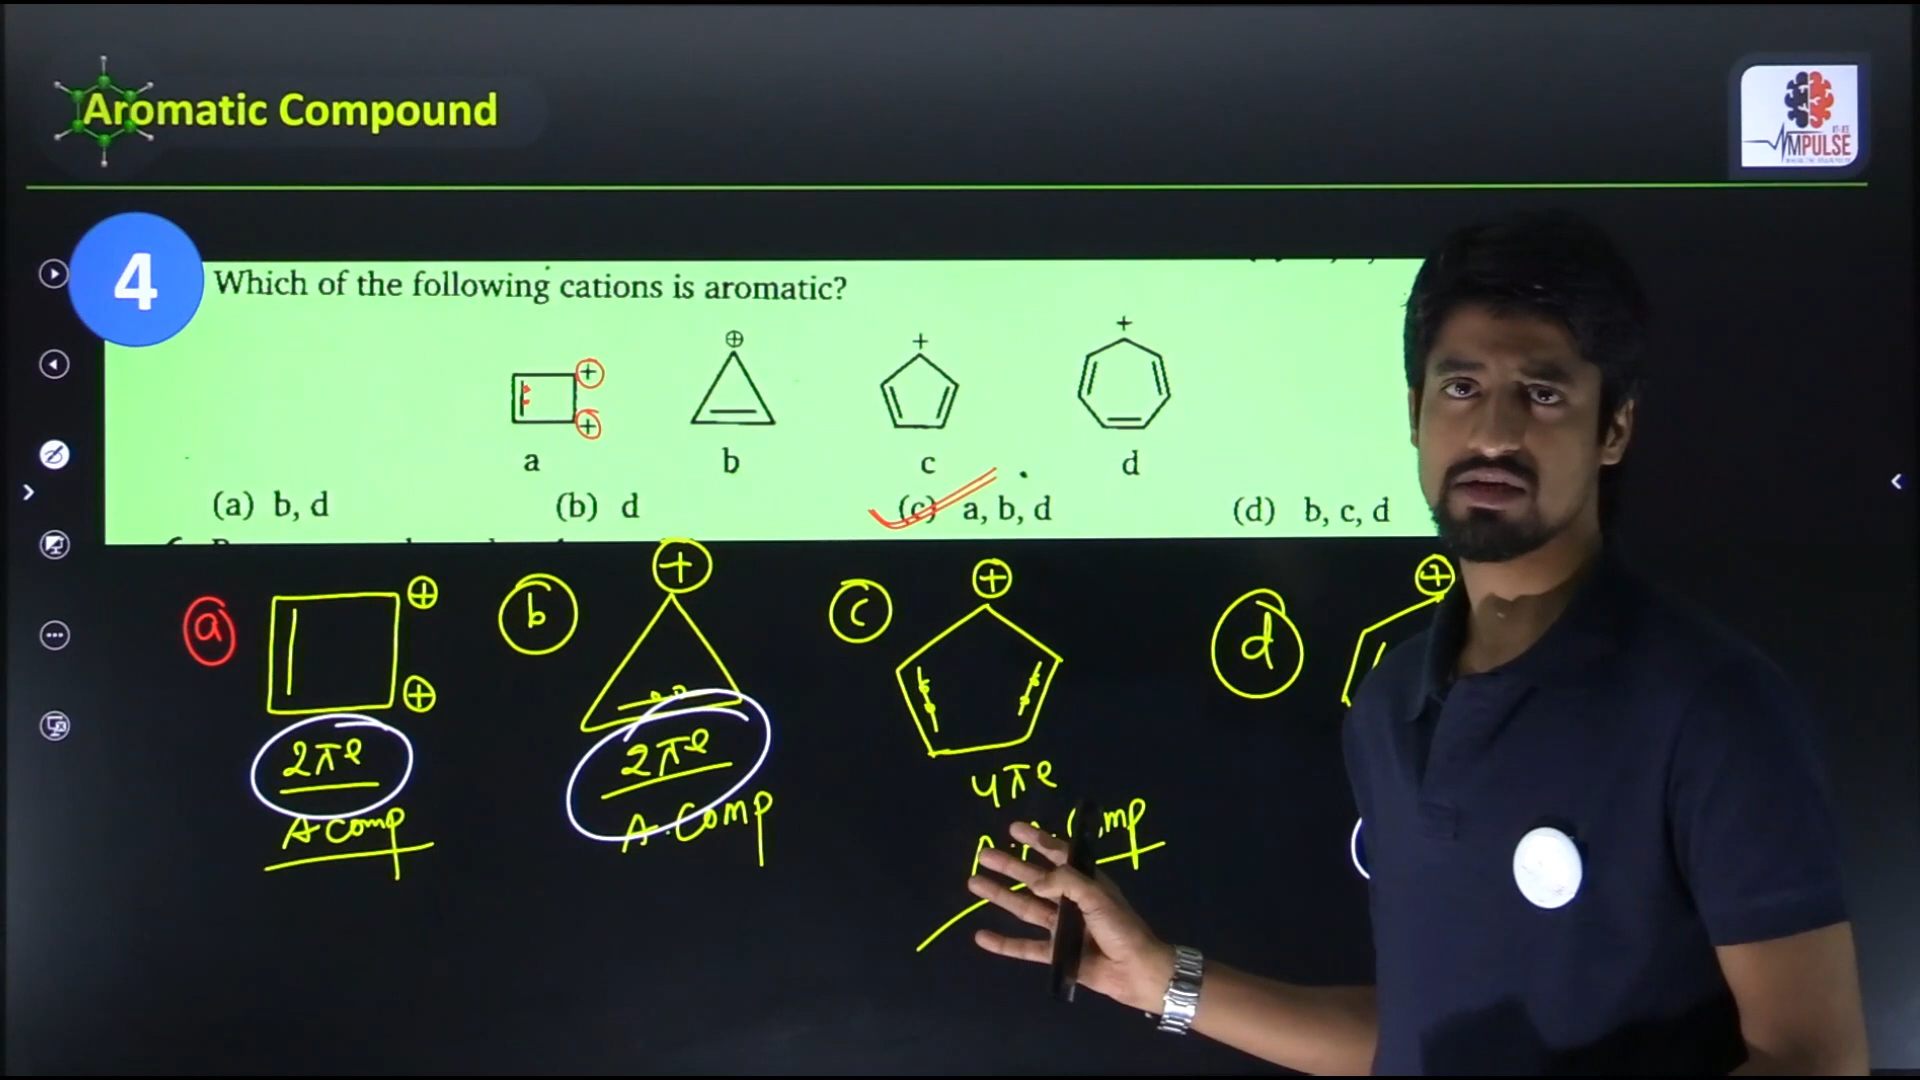 Aromatic Compound
MPULSE
4
Which of the following cations is aromatic?
+
+
⊕
+
+
a
b
c
d
(a) b, d
(b) d
(c) a, b, d
(d) b, c, d
a
⊕
⊕
b
+
c
+
d
+
2πe
A comp
2πe
A. Comp
4πe